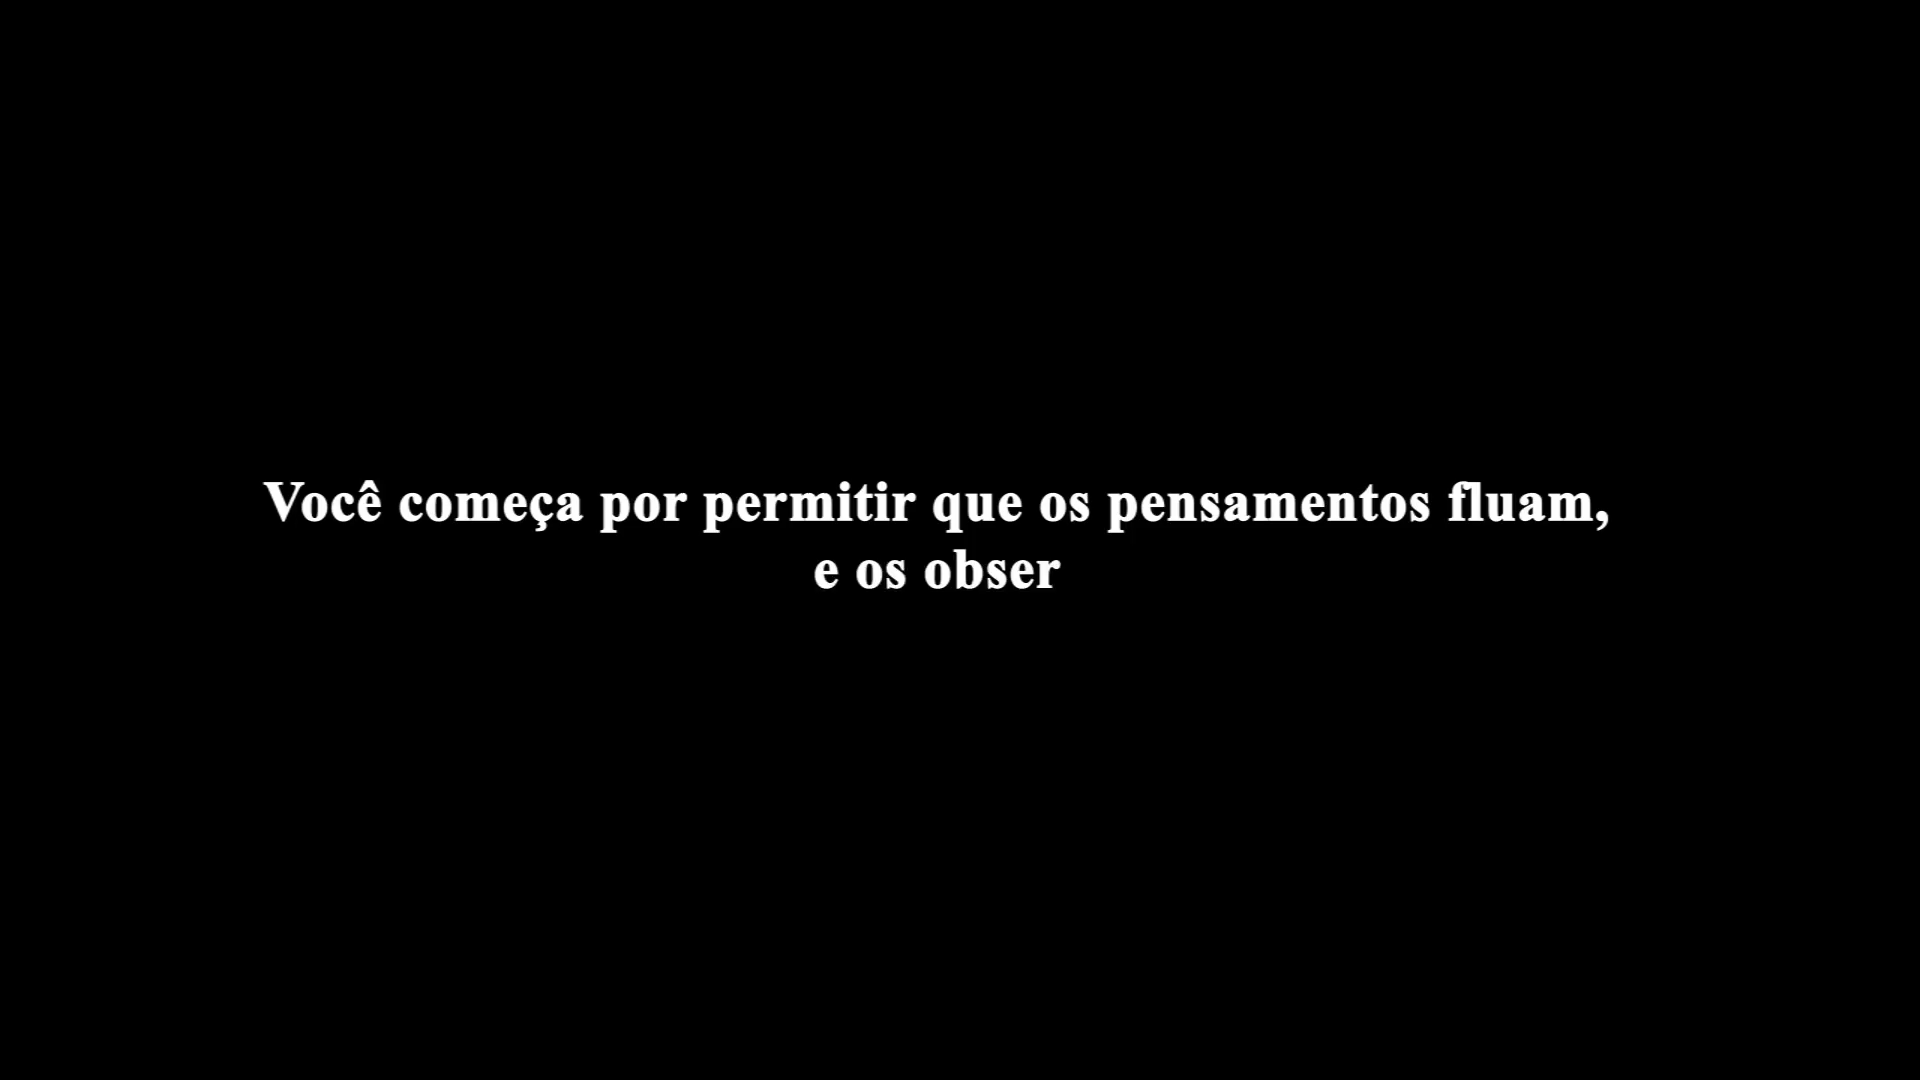 Você começa por permitir que os pensamentos fluam,
e os obser